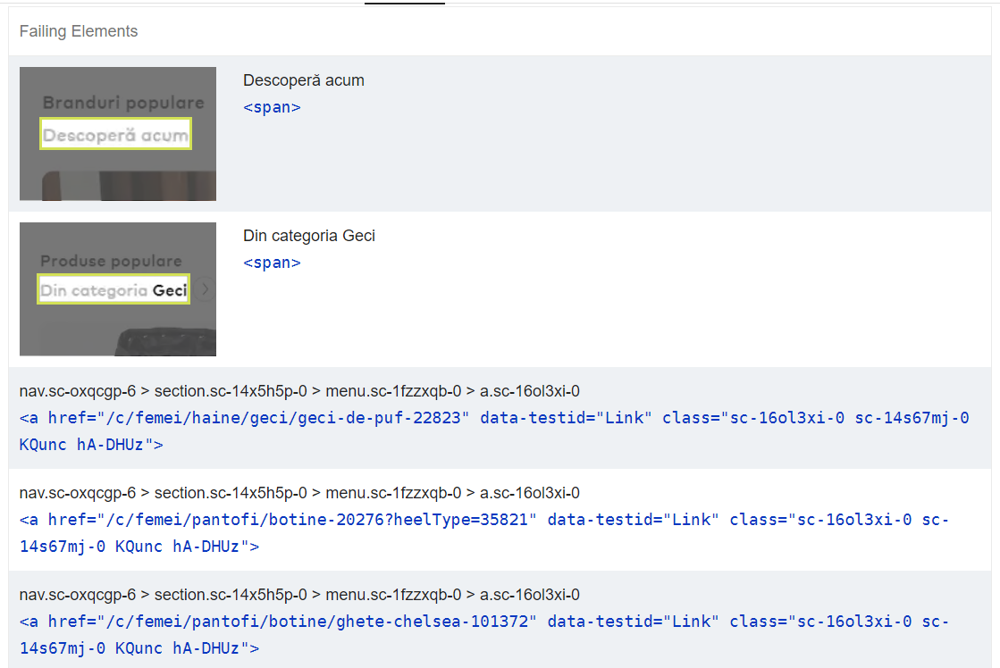 Failing Elements
Branduri populare
Descoperă acum
Descoperă acum
<span>
Produse populare
Din categoria Geci
Din categoria Geci
<span>
nav.sc-oxqcgp-6 > section.sc-14x5h5p-0 > menu.sc-1fzzxqb-0 > a.sc-16ol3xi-0
<a href="/c/femei/haine/geci/geci-de-puf-22823" data-testid="Link" class="sc-16ol3xi-0 sc-14s67mj-0
KQunc hA-DHUz">
nav.sc-oxqcgp-6 > section.sc-14x5h5p-0 > menu.sc-1fzzxqb-0 > a.sc-16ol3xi-0
<a href="/c/femei/pantofi/botine-20276?heelType=35821" data-testid="Link" class="sc-16ol3xi-0 sc-
14s67mj-0 KQunc hA-DHUz">
nav.sc-oxqcgp-6 > section.sc-14x5h5p-0 > menu.sc-1fzzxqb-0 > a.sc-16ol3xi-0
<a href="/c/femei/pantofi/botine/ghete-chelsea-101372" data-testid="Link" class="sc-16ol3xi-0 sc-
14s67mj-0 KQunc hA-DHUz">